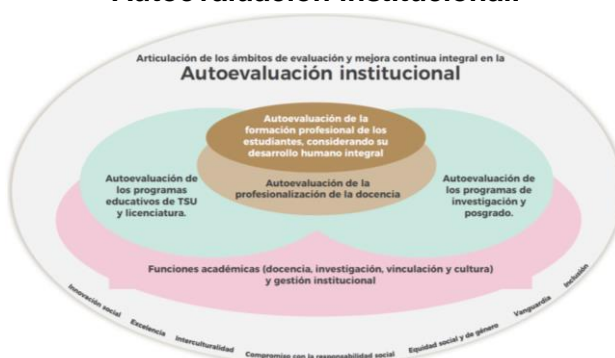 Autoevaluación institucional.
Articulación de los ámbitos de evaluación y mejora continua integral en la
Autoevaluación institucional
Autoevaluación de la
formación profesional de los
estudiantes, considerando su
desarrollo humano integral
Autoevaluación de
los programas
educativos de TSU
y licenciatura.
Autoevaluación de la
profesionalización de la docencia
Autoevaluación de
los programas de
investigación y
posgrado.
Funciones académicas (docencia, investigación, vinculación y cultura)
y gestión institucional
Innovación social
Excelencia
Interculturalidad
Compromiso con la responsabilidad social
Equidad social y de género
Vanguardia
Inclusión